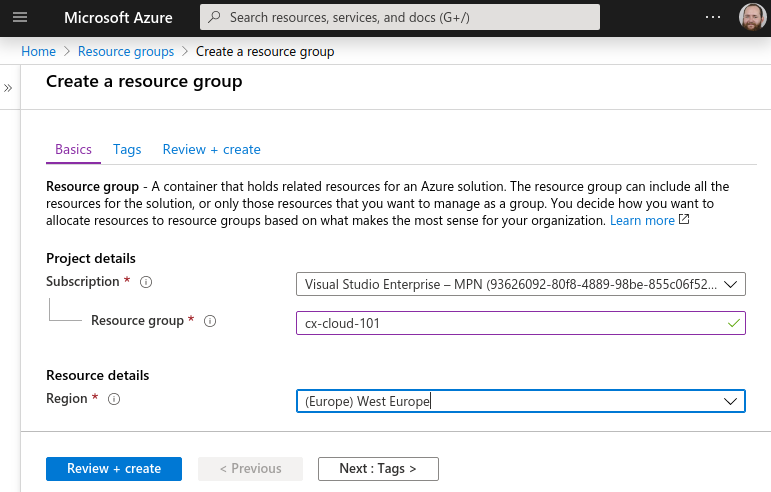 Microsoft Azure
Search resources, services, and docs (G+/)
...
Home > Resource groups > Create a resource group
»
Create a resource group
Basics Tags Review + create
Resource group - A container that holds related resources for an Azure solution. The resource group can include all the
resources for the solution, or only those resources that you want to manage as a group. You decide how you want to
allocate resources to resource groups based on what makes the most sense for your organization. Learn more
Project details
Subscription *
Visual Studio Enterprise – MPN (93626092-80f8-4889-98be-855c06f52...
Resource group *
cx-cloud-101
Resource details
Region *
(Europe) West Europe
Review + create
< Previous
Next : Tags >